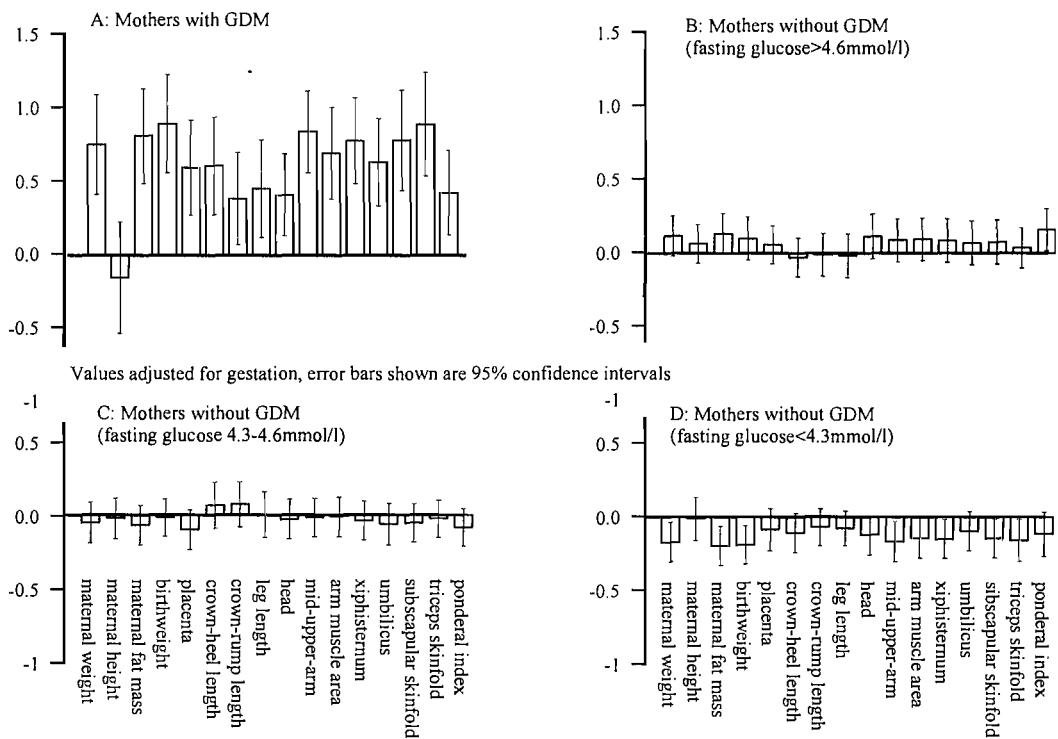 A: Mothers with GDM
1.5
1.0
0.5
0.0
-0.5
B: Mothers without GDM
(fasting glucose>4.6mmol/l)
1.5
1.0
0.5
0.0
-0.5
Values adjusted for gestation, error bars shown are 95% confidence intervals
-1
C: Mothers without GDM
(fasting glucose 4.3-4.6mmol/l)
0.5
0.0
-0.5
-1
maternal weight
maternal height
maternal fat mass
birthweight
placenta
crown-heel length
crown-rump length
leg length
head
mid-upper-arm
arm muscle area
xiphisternum
umbilicus
subscapular skinfold
triceps skinfold
ponderal index
-1
D: Mothers without GDM
(fasting glucose<4.3mmol/l)
0.5
0.0
-0.5
-1
maternal weight
maternal height
maternal fat mass
birthweight
placenta
crown-heel length
crown-rump length
leg length
head
mid-upper-arm
arm muscle area
xiphisternum
umbilicus
sibscapular skinfold
triceps skinfold
ponderal index